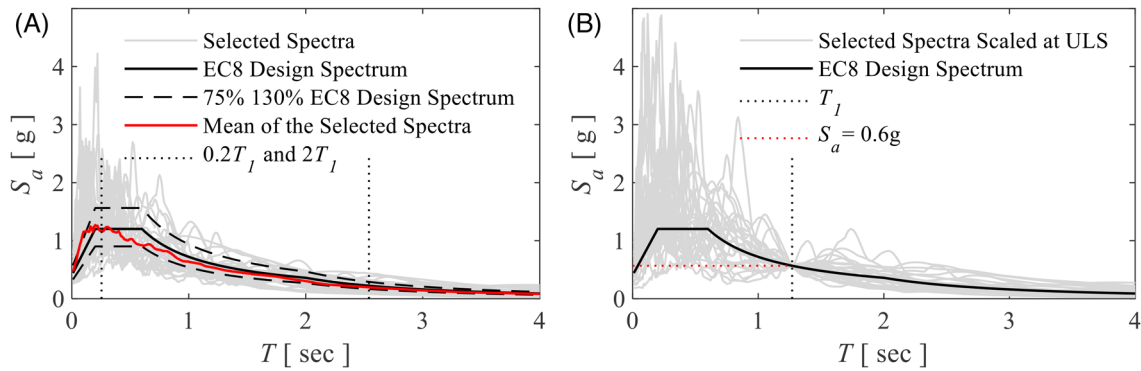 (A)
Selected Spectra
EC8 Design Spectrum
75% 130% EC8 Design Spectrum
Mean of the Selected Spectra
0.2T1 and 2T1
Sa [ g ]
4
3
2
1
0
0 1 2 3 4
T [ sec ]
(B)
Selected Spectra Scaled at ULS
EC8 Design Spectrum
T1
Sa = 0.6g
Sa [ g ]
4
3
2
1
0
0 1 2 3 4
T [ sec ]